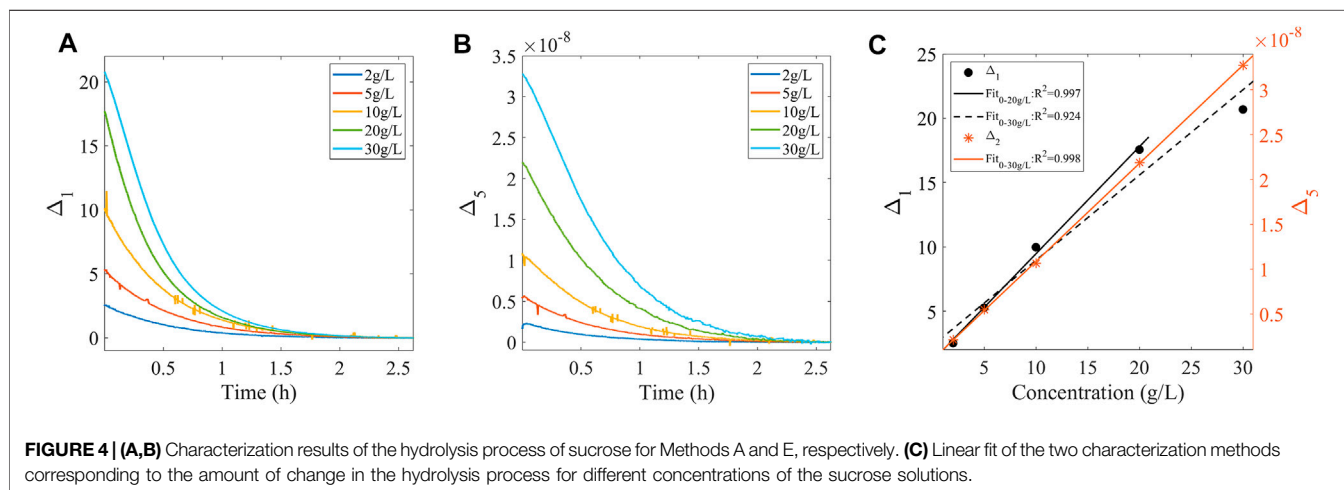 A
Δ1
20
15
10
5
0
0
0.5
1
1.5
2
2.5
Time (h)
2g/L
5g/L
10g/L
20g/L
30g/L
B
×10-8
Δ5
3.5
3
2.5
2
1.5
1
0.5
0
0
0.5
1
1.5
2
2.5
Time (h)
2g/L
5g/L
10g/L
20g/L
30g/L
C
×10-8
Δ1
25
20
15
10
5
5
10
15
20
25
30
Concentration (g/L)
Δ1
Fit0-20g/L:R²=0.997
Fit0-30g/L:R²=0.924
Δ2
Fit0-30g/L:R²=0.998
3
2.5
2
1.5
1
0.5
Δ5
FIGURE 4 | (A,B) Characterization results of the hydrolysis process of sucrose for Methods A and E, respectively. (C) Linear fit of the two characterization methods
corresponding to the amount of change in the hydrolysis process for different concentrations of the sucrose solutions.